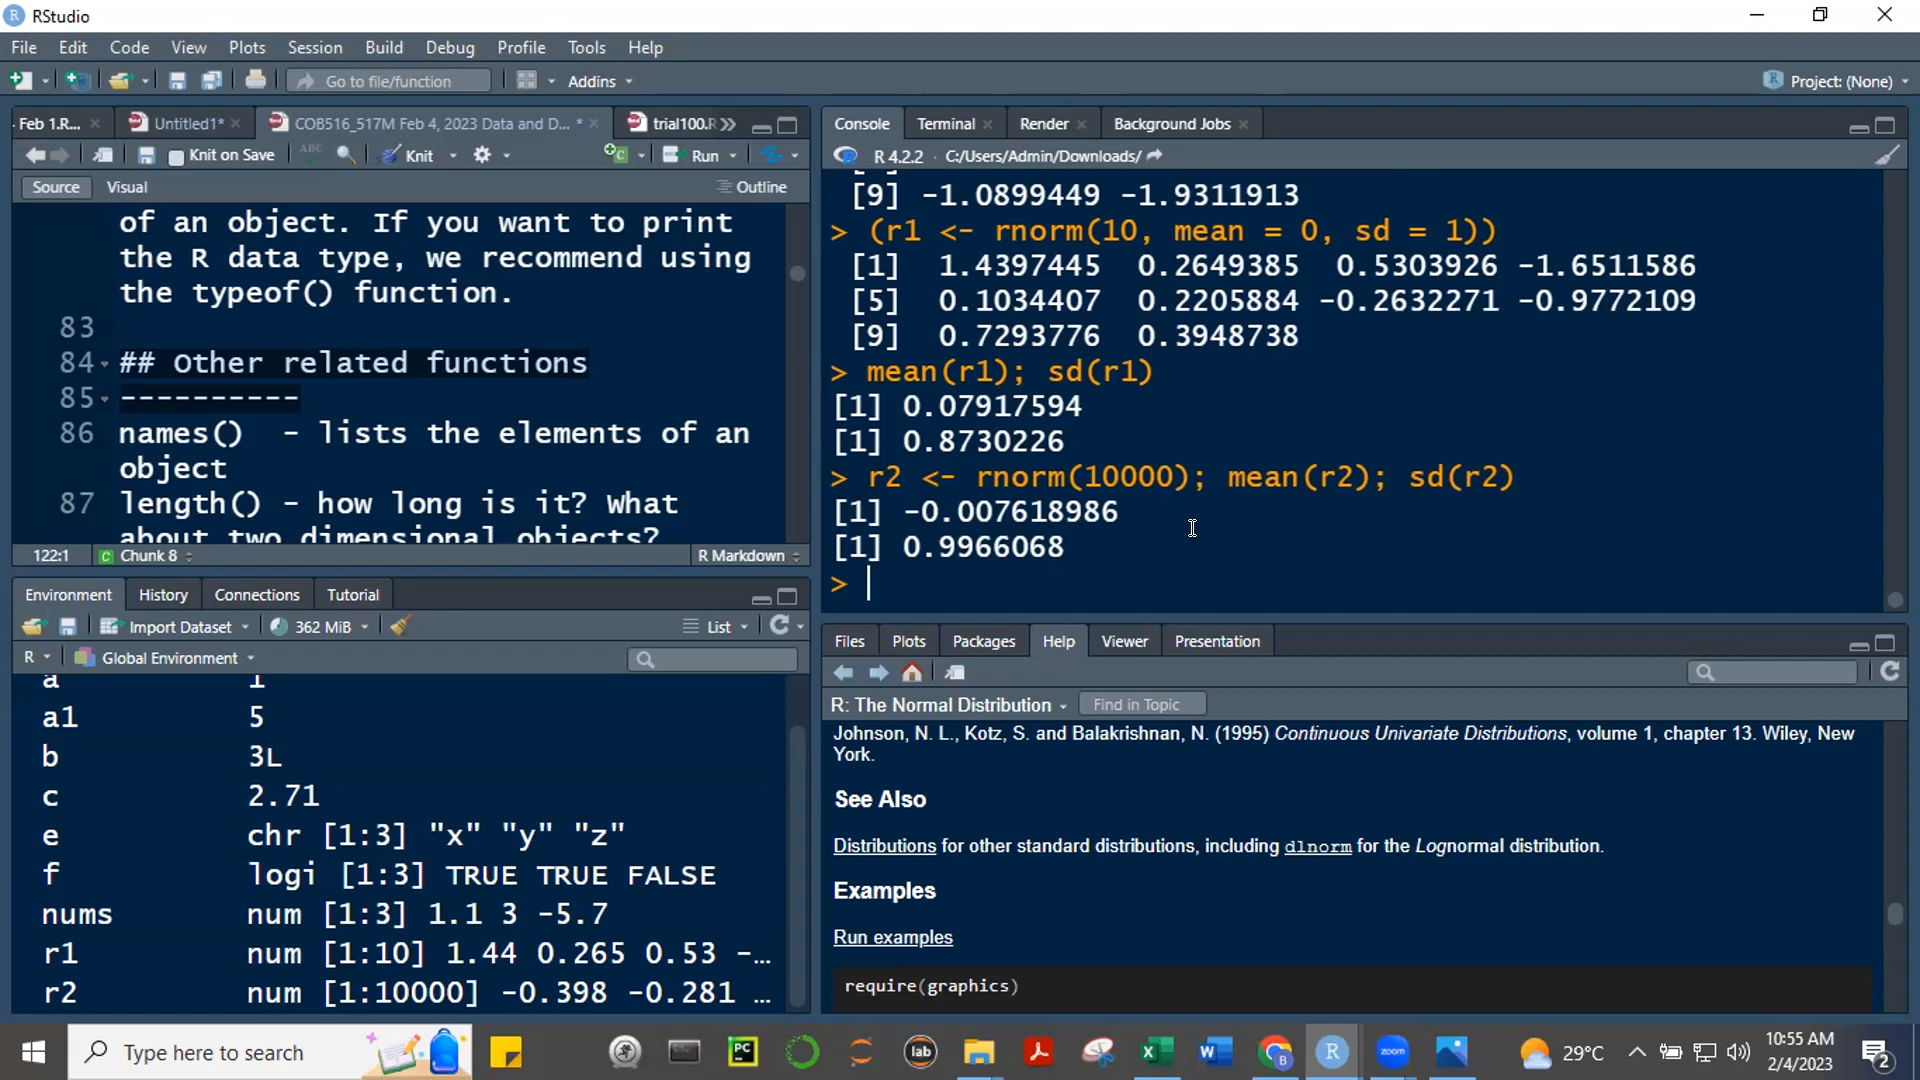 RStudio
File Edit Code View Plots Session Build Debug Profile Tools Help
Go to file/function Addins Project: (None)
Feb 1.R... Untitled1* COB516_517M Feb 4, 2023 Data and D... * trial100.R
Knit on Save ABC Knit Run
Source Visual Outline
of an object. If you want to print
the R data type, we recommend using
the typeof() function.
83
84 ## Other related functions
85 ----------
86 names()  - lists the elements of an
object
87 length() - how long is it? What
about two dimensional objects?
122:1 Chunk 8 R Markdown
Environment History Connections Tutorial
Import Dataset 362 MiB List
R Global Environment
a 1
a1 5
b 3L
c 2.71
e chr [1:3] "x" "y" "z"
f logi [1:3] TRUE TRUE FALSE
nums num [1:3] 1.1 3 -5.7
r1 num [1:10] 1.44 0.265 0.53 -...
r2 num [1:10000] -0.398 -0.281 ...
Console Terminal Render Background Jobs
R 4.2.2 · C:/Users/Admin/Downloads/
[9] -1.0899449 -1.9311913
> (r1 <- rnorm(10, mean = 0, sd = 1))
[1]  1.4397445  0.2649385  0.5303926 -1.6511586
[5]  0.1034407  0.2205884 -0.2632271 -0.9772109
[9]  0.7293776  0.3948738
> mean(r1); sd(r1)
[1] 0.07917594
[1] 0.8730226
> r2 <- rnorm(10000); mean(r2); sd(r2)
[1] -0.007618986
[1] 0.9966068
>
Files Plots Packages Help Viewer Presentation
R: The Normal Distribution Find in Topic
Johnson, N. L., Kotz, S. and Balakrishnan, N. (1995) Continuous Univariate Distributions, volume 1, chapter 13. Wiley, New
York.
See Also
Distributions for other standard distributions, including dlnorm for the Lognormal distribution.
Examples
Run examples
require(graphics)
Type here to search PC lab zoom 29°C 10:55 AM
2/4/2023 2